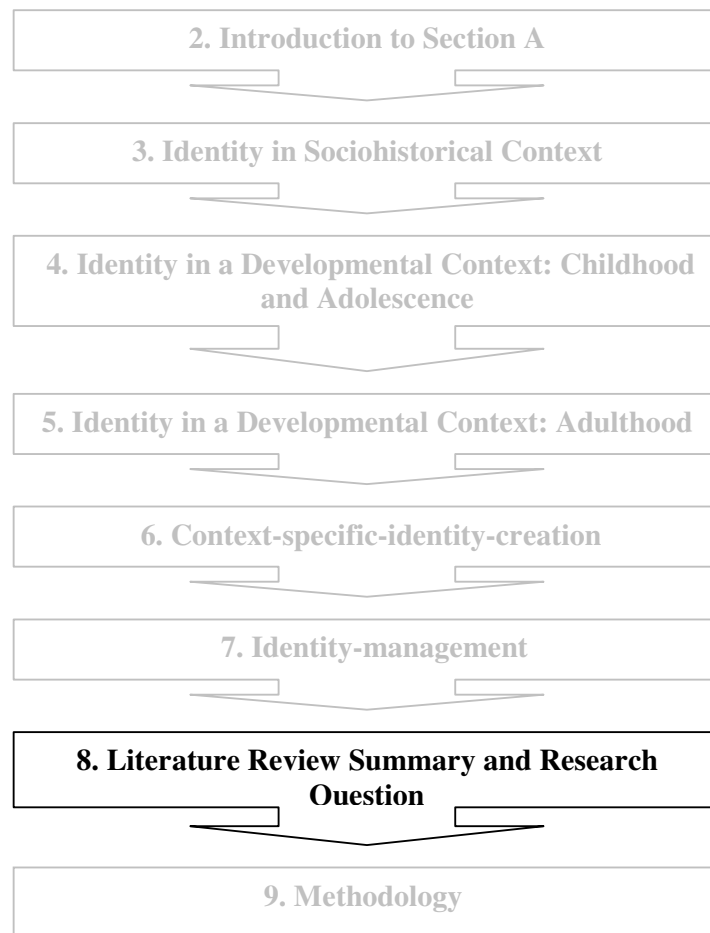 2. Introduction to Section A
3. Identity in Sociohistorical Context
4. Identity in a Developmental Context: Childhood
and Adolescence
5. Identity in a Developmental Context: Adulthood
6. Context-specific-identity-creation
7. Identity-management
8. Literature Review Summary and Research
Question
9. Methodology